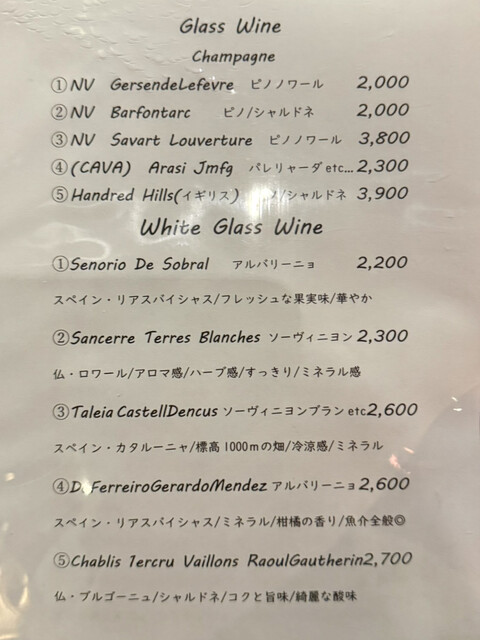 Glass Wine
Champagne
①NV GersendeLefevre ピノノワール 2,000
②NV Barfontarc ピノ/シャルドネ 2,000
③NV Savart Louverture ピノノワール 3,800
④(CAVA) Arasi Jmfg パレリャーダ etc... 2,300
⑤Handred Hills(イギリス) ノ/シャルドネ 3,900
White Glass Wine
①Senorio De Sobral アルバリーニョ 2,200
スペイン・リアスバイシャス/フレッシュな果実味/華やか
②Sancerre Terres Blanches ソーヴィニヨン 2,300
仏・ロワール/アロマ感/ハーブ感/すっきり/ミネラル感
③Taleia CastellDencus ソーヴィニヨンブラン etc2,600
スペイン・カタルーニャ/標高1000mの畑/冷涼感/ミネラル
④D FerreiroGerardoMendez アルバリーニョ 2,600
スペイン・リアスバイシャス/ミネラル/柑橘の香り/魚介全般◎
⑤Chablis 1ercru Vaillons RaoulGautherin2,700
仏・ブルゴーニュ/シャルドネ/コクと旨味/綺麗な酸味